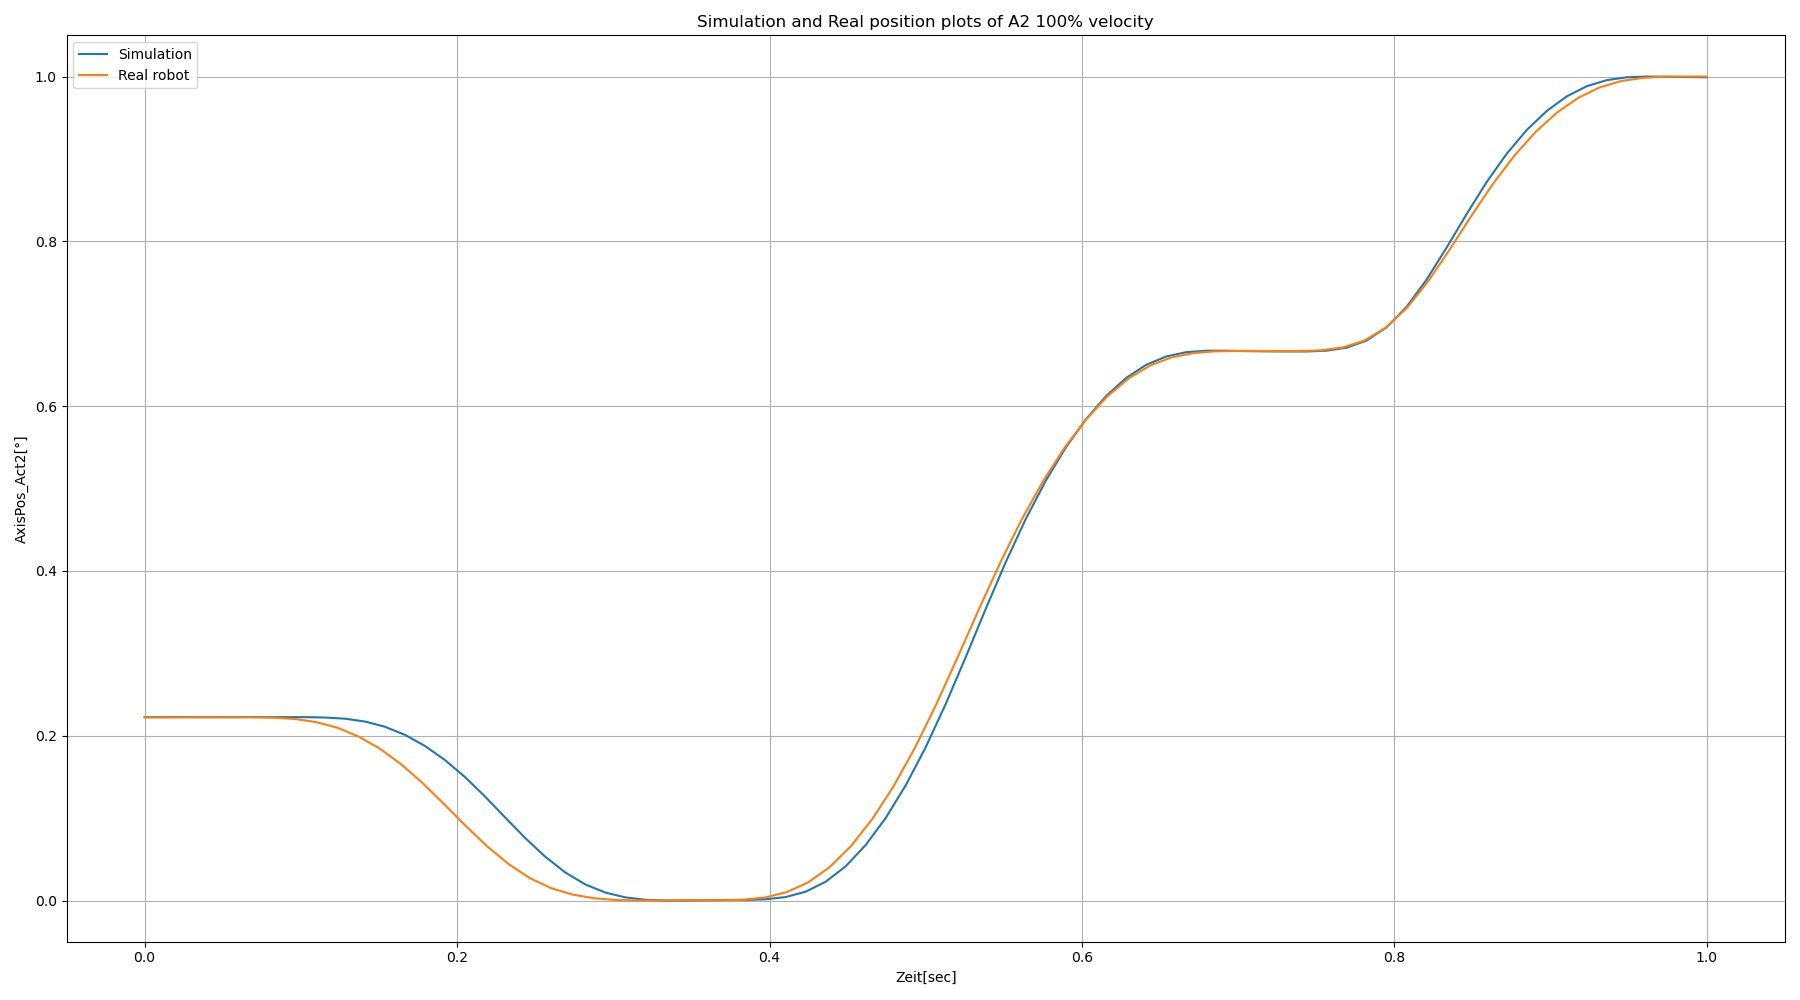 Simulation and Real position plots of A2 100% velocity
Simulation
Real robot
1.0
0.8
0.6
0.4
0.2
0.0
AxisPos_Act2[°]
0.0 0.2 0.4 0.6 0.8 1.0
Zeit[sec]